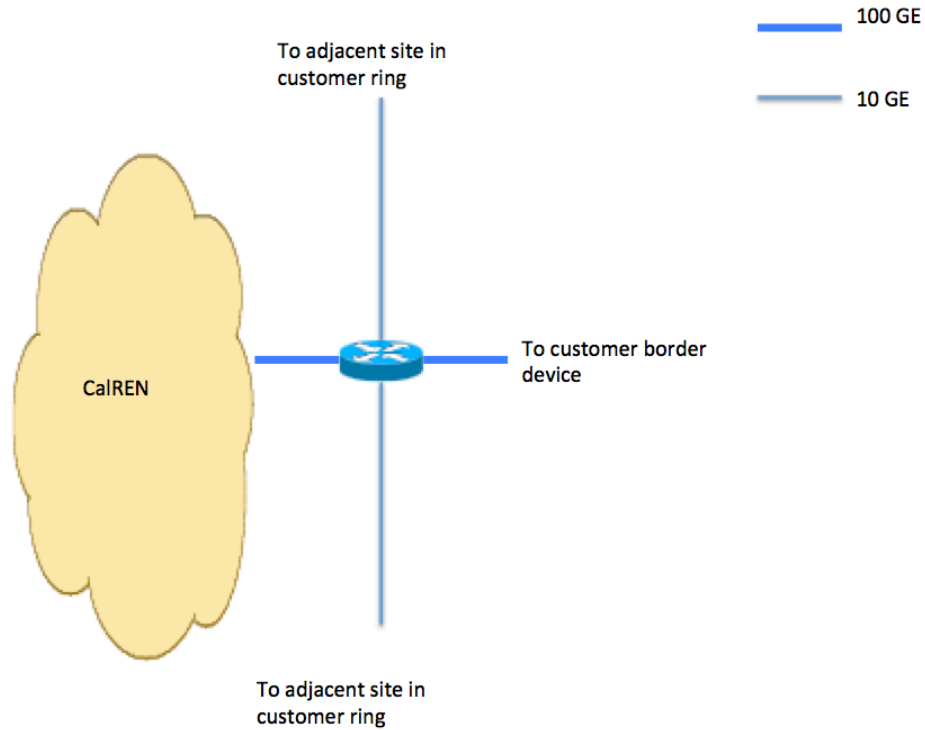 100 GE
To adjacent site in
customer ring
10 GE
To customer border
device
CalREN
To adjacent site in
customer ring